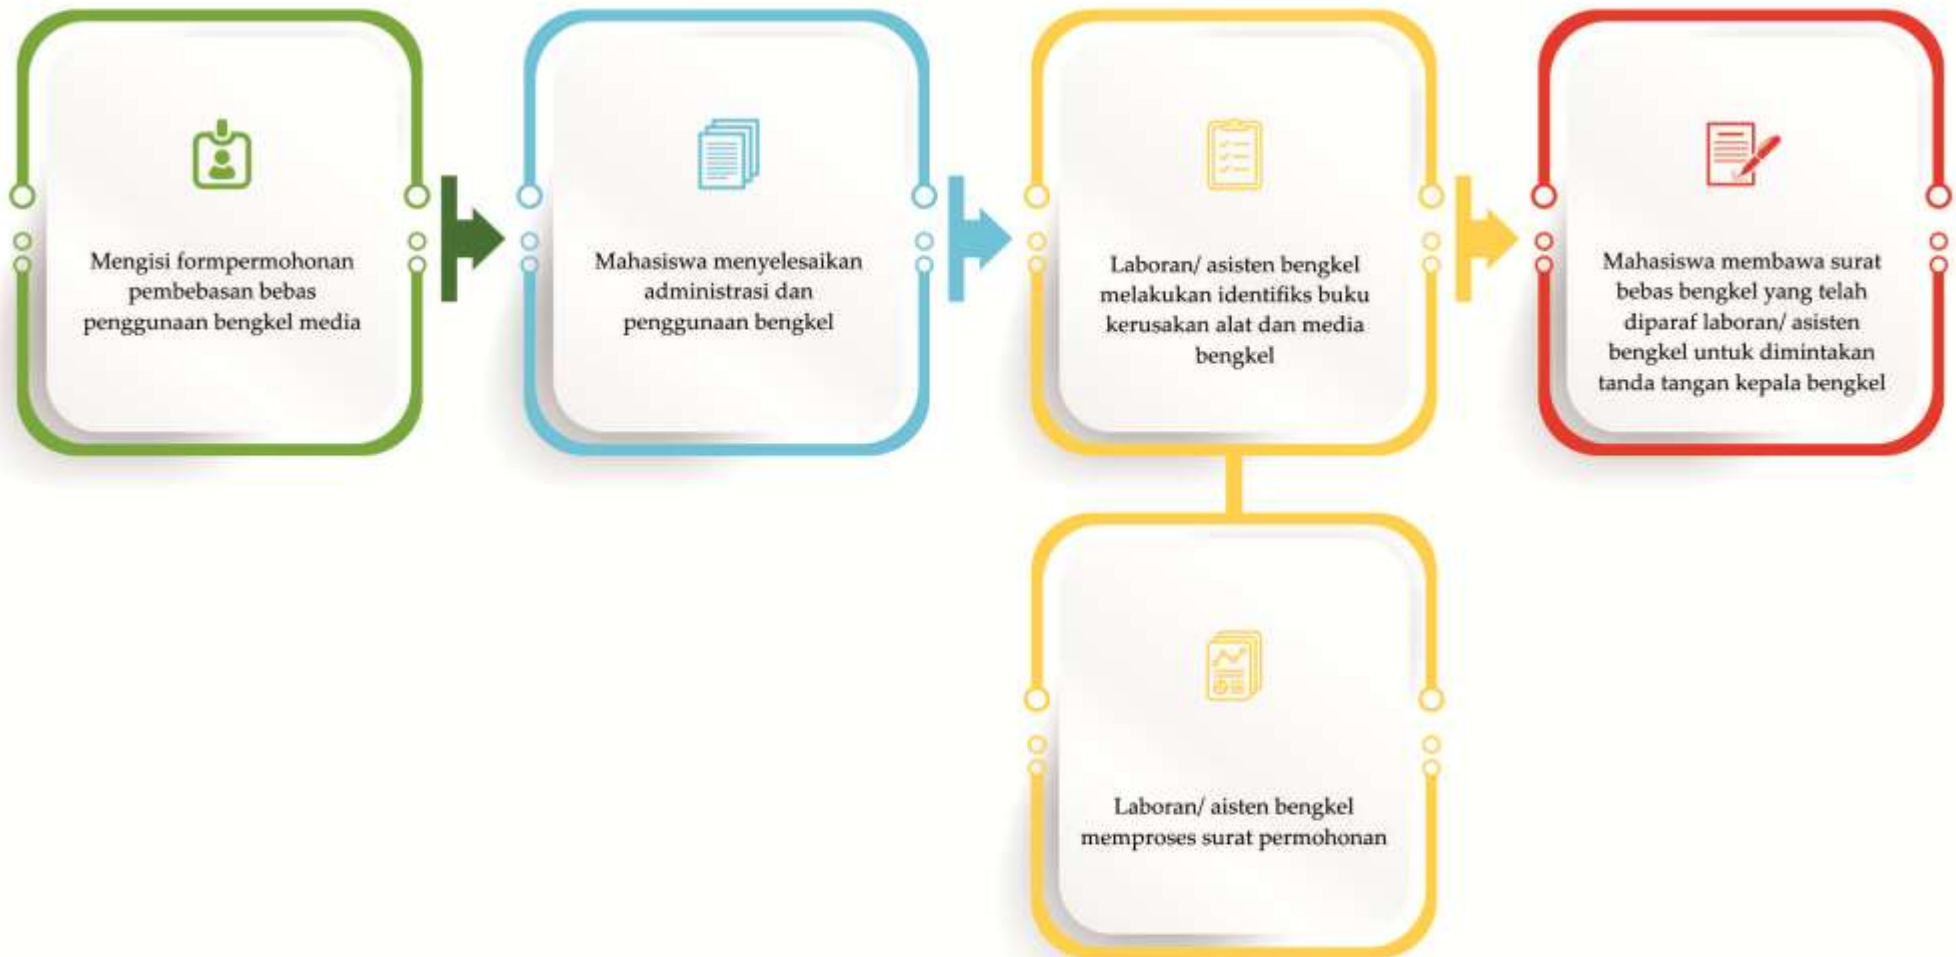 Mengisi formpermohonan
pembebasan bebas
penggunaan bengkel media
Mahasiswa menyelesaikan
administrasi dan
penggunaan bengkel
Laboran/ asisten bengkel
melakukan identifiks buku
kerusakan alat dan media
bengkel
Mahasiswa membawa surat
bebas bengkel yang telah
diparaf laboran/ asisten
bengkel untuk dimintakan
tanda tangan kepala bengkel
Laboran/ aisten bengkel
memproses surat permohonan